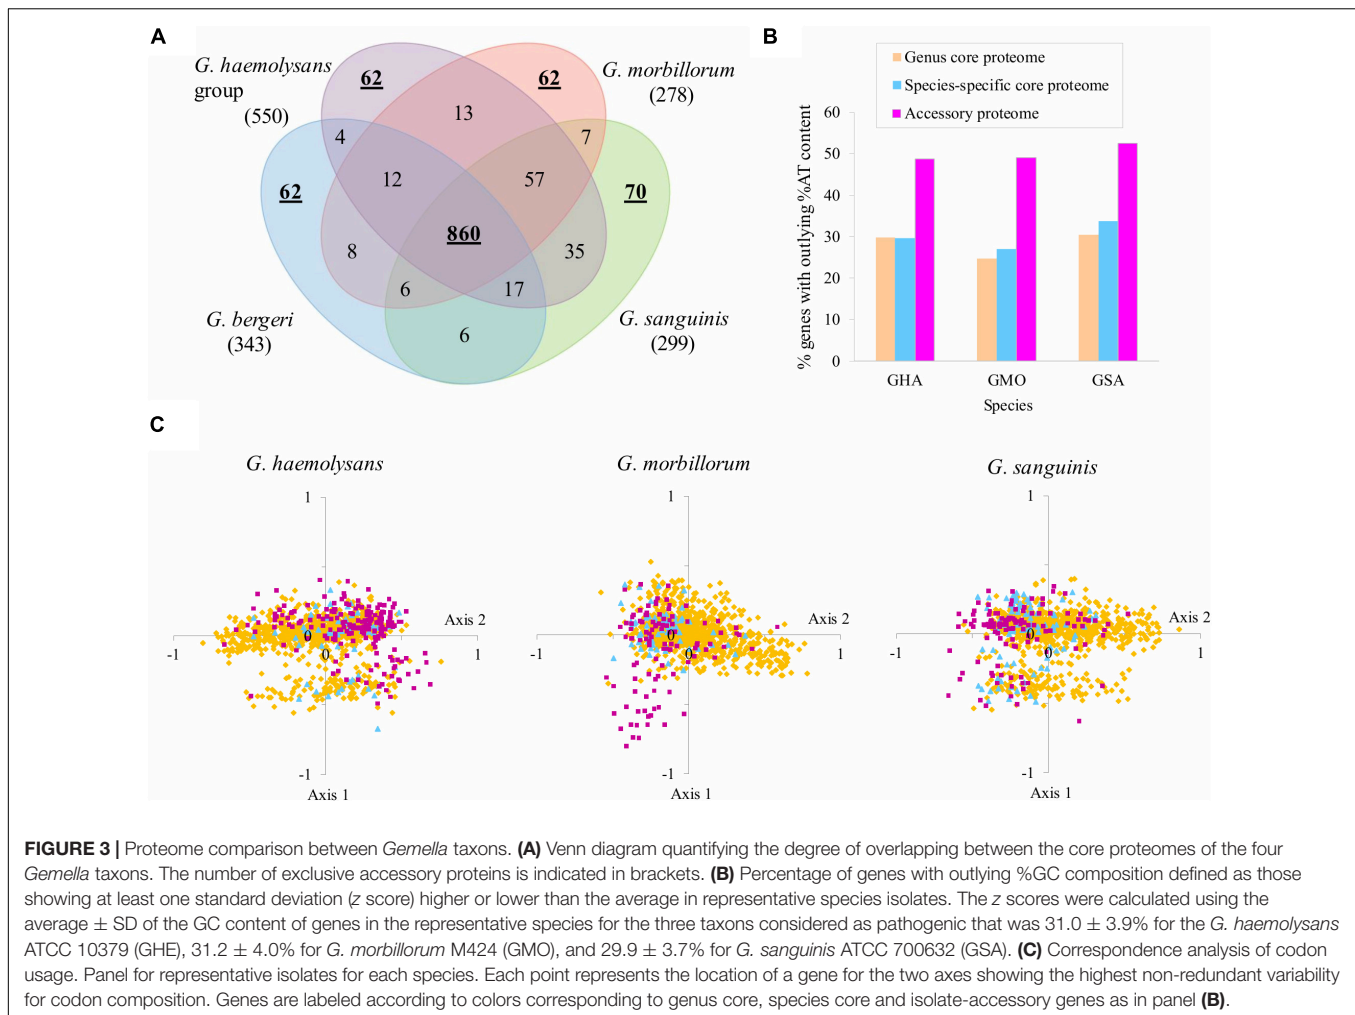 A
G. haemolysans
group
(550)
62
62
G. morbillorum
(278)
4
13
7
12
57
62
70
860
8
35
6
17
G. bergeri
(343)
6
G. sanguinis
(299)
B
Genus core proteome
Species-specific core proteome
Accessory proteome
% genes with outlying %AT content
60
50
40
30
20
10
0
GHA
GMO
GSA
Species
C
G. haemolysans
1
Axis 2
-1
0
0
1
-1
Axis 1
G. morbillorum
1
Axis 2
-1
0
0
1
-1
Axis 1
G. sanguinis
1
Axis 2
-1
0
0
1
-1
Axis 1
FIGURE 3 | Proteome comparison between Gemella taxons. (A) Venn diagram quantifying the degree of overlapping between the core proteomes of the four
Gemella taxons. The number of exclusive accessory proteins is indicated in brackets. (B) Percentage of genes with outlying %GC composition defined as those
showing at least one standard deviation (z score) higher or lower than the average in representative species isolates. The z scores were calculated using the
average ± SD of the GC content of genes in the representative species for the three taxons considered as pathogenic that was 31.0 ± 3.9% for the G. haemolysans
ATCC 10379 (GHE), 31.2 ± 4.0% for G. morbillorum M424 (GMO), and 29.9 ± 3.7% for G. sanguinis ATCC 700632 (GSA). (C) Correspondence analysis of codon
usage. Panel for representative isolates for each species. Each point represents the location of a gene for the two axes showing the highest non-redundant variability
for codon composition. Genes are labeled according to colors corresponding to genus core, species core and isolate-accessory genes as in panel (B).